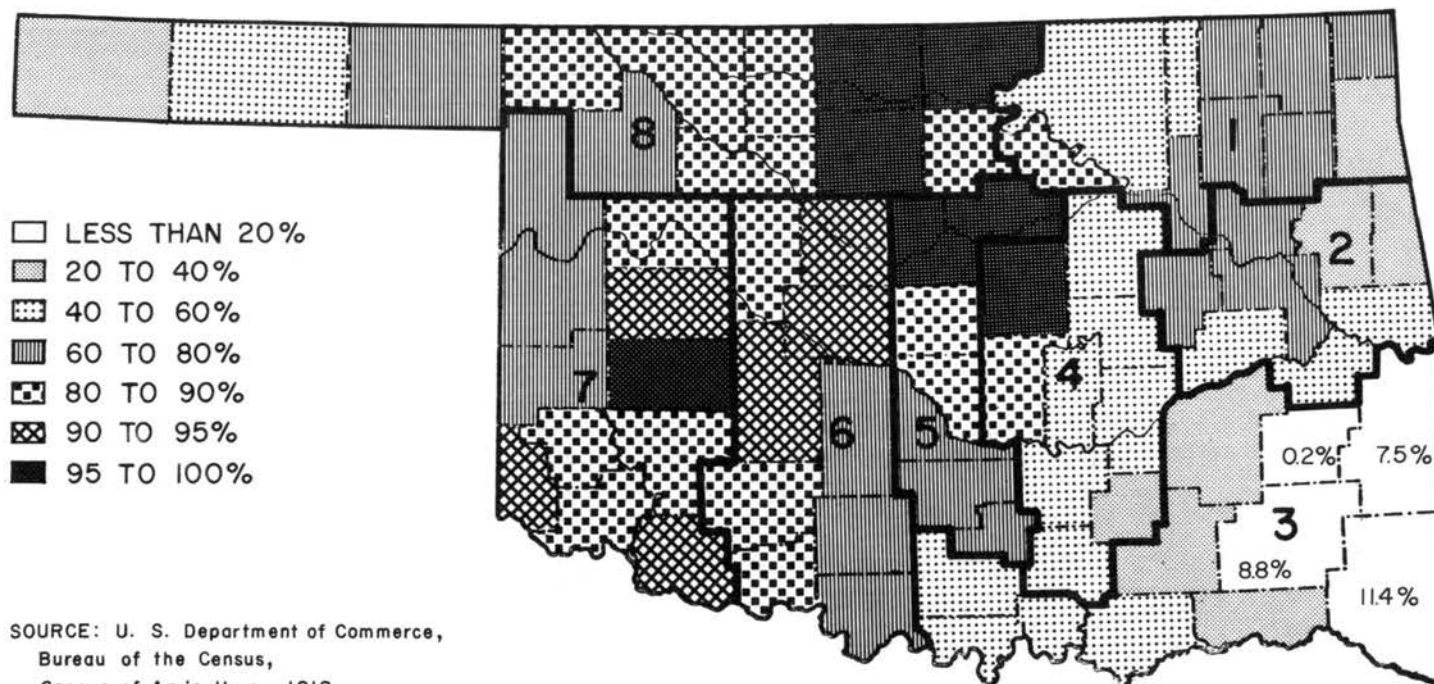 8
1
2
7
6
5
4
3
LESS THAN 20%
20 TO 40%
40 TO 60%
60 TO 80%
80 TO 90%
90 TO 95%
95 TO 100%
0.2%
7.5%
8.8%
11.4%
SOURCE: U. S. Department of Commerce,
Bureau of the Census,